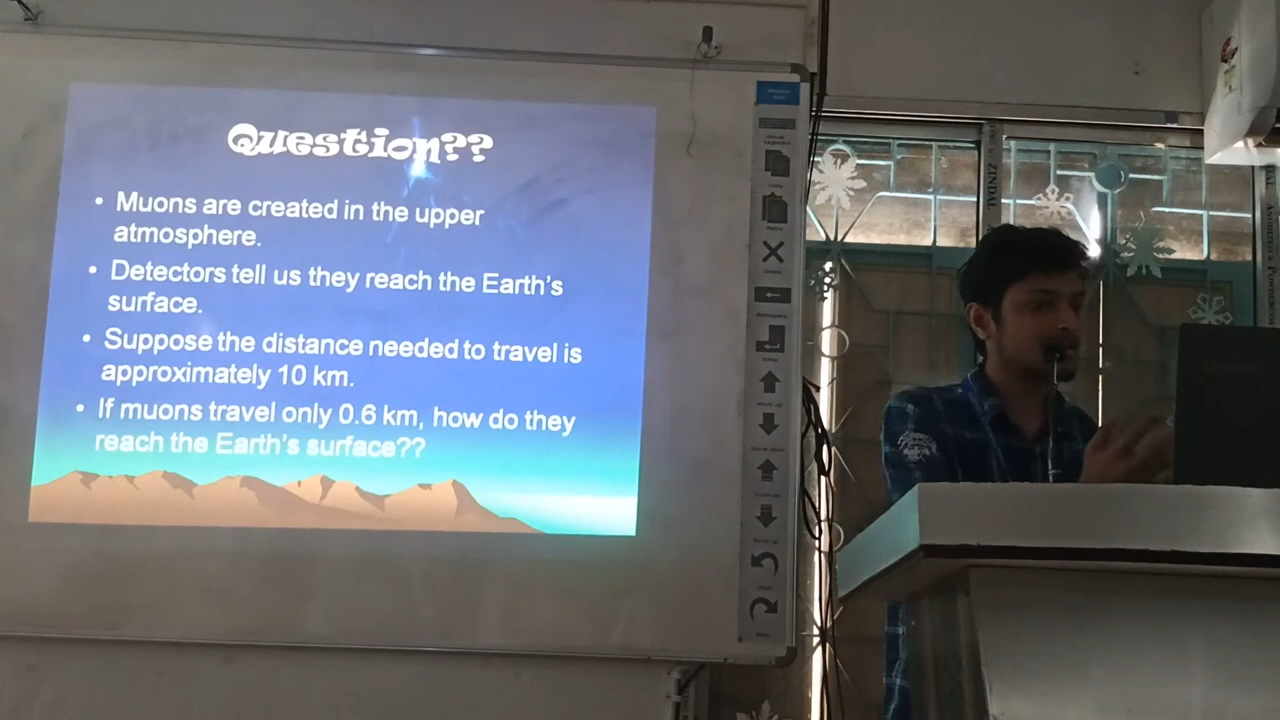 Question??
• Muons are created in the upper
atmosphere.
• Detectors tell us they reach the Earth's
surface.
• Suppose the distance needed to travel is
approximately 10 km.
• If muons travel only 0.6 km, how do they
reach the Earth's surface??
Backspace
ZINDAL